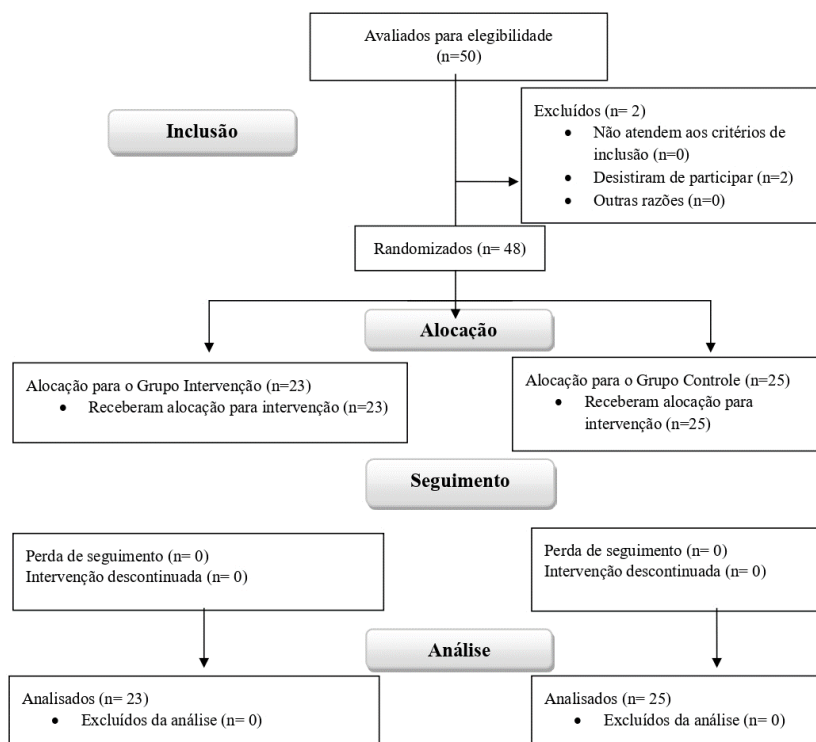 Avaliados para elegibilidade
(n=50)
Inclusão
Excluídos (n= 2)
• Não atendem aos critérios de
inclusão (n=0)
• Desistiram de participar (n=2)
• Outras razões (n=0)
Randomizados (n= 48)
Alocação
Alocação para o Grupo Intervenção (n=23)
• Receberam alocação para intervenção (n=23)
Alocação para o Grupo Controle (n=25)
• Receberam alocação para
intervenção (n=25)
Seguimento
Perda de seguimento (n= 0)
Intervenção descontinuada (n= 0)
Perda de seguimento (n= 0)
Intervenção descontinuada (n= 0)
Análise
Analisados (n= 23)
• Excluídos da análise (n= 0)
Analisados (n= 25)
• Excluídos da análise (n= 0)